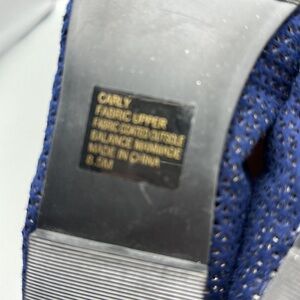 CARLY
FABRIC UPPER
FABRIC COATED OUTSOLE
BALANCE MANMADE
MADE IN CHINA
8.5M